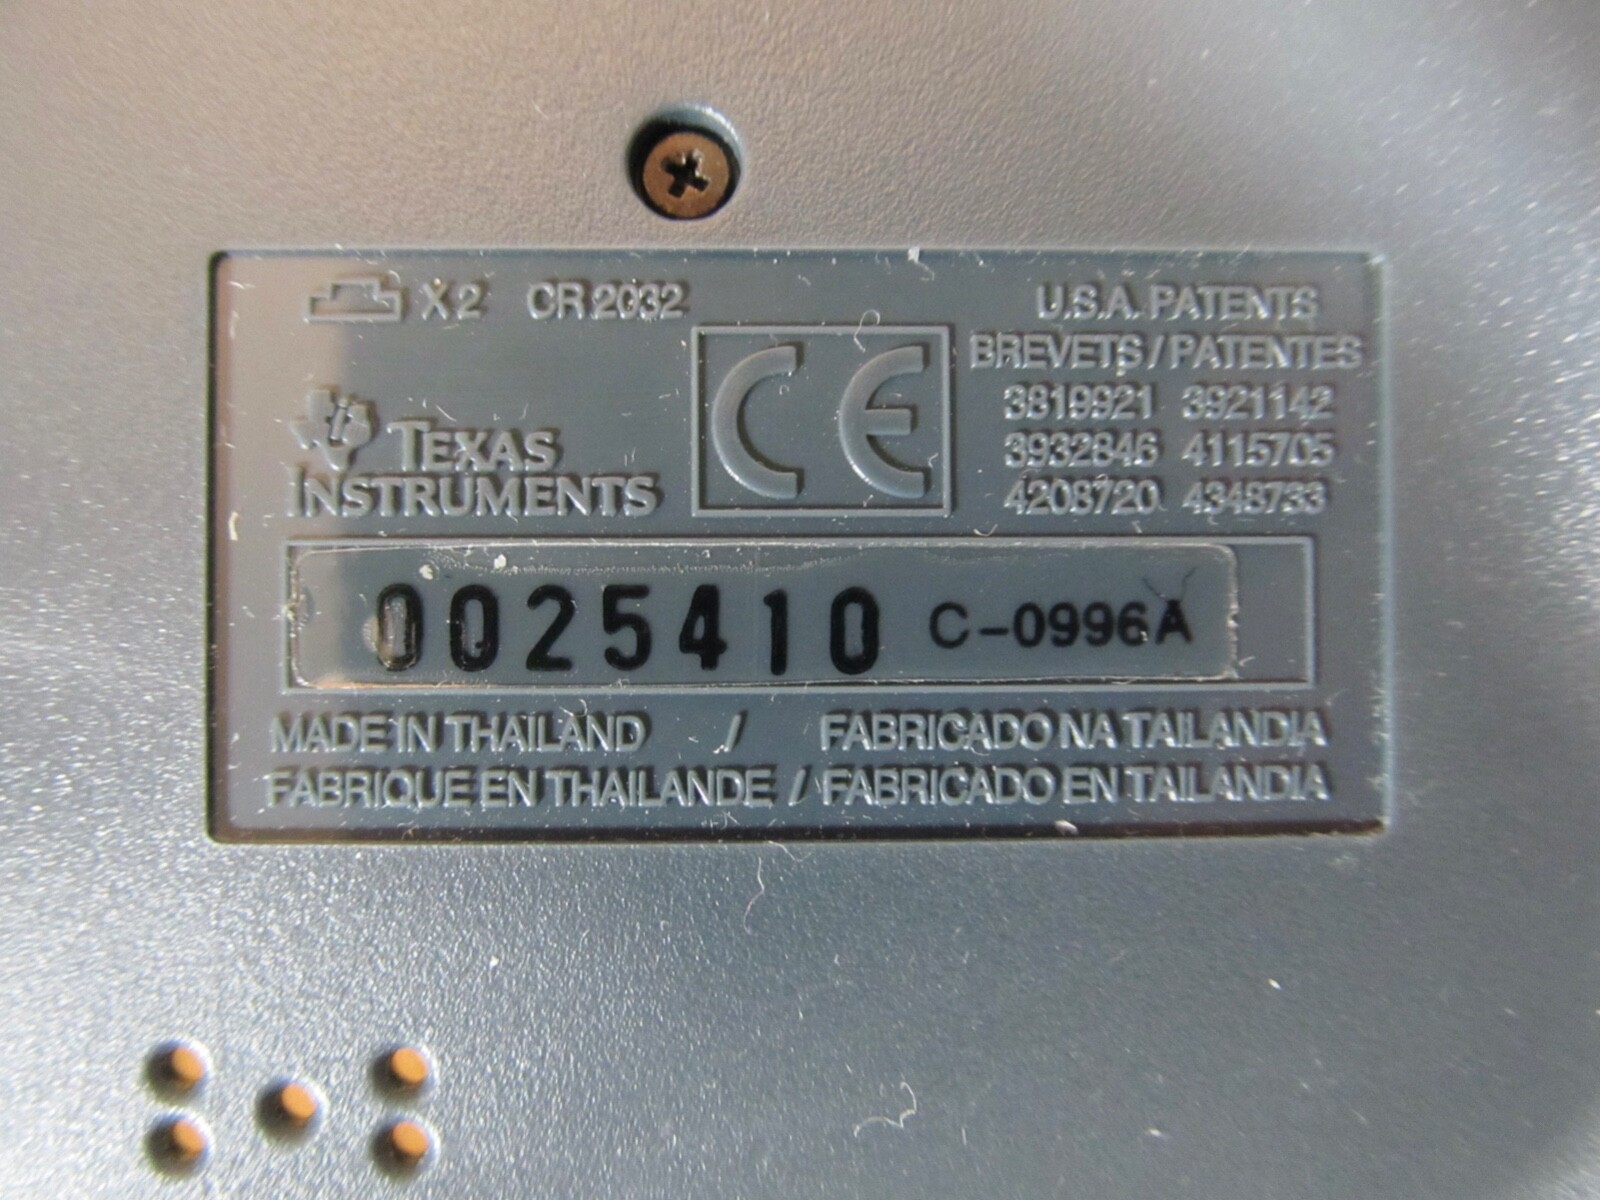 X2 CR2032
U.S.A. PATENTS
BREVETS/PATENTES
3819921 3921142
3932846 4115705
4208720 4348733
TEXAS
INSTRUMENTS
CE
0025410 C-0996A
MADE IN THAILAND / FABRICADO NA TAILANDIA
FABRIQUE EN THAILANDE / FABRICADO EN TAILANDIA